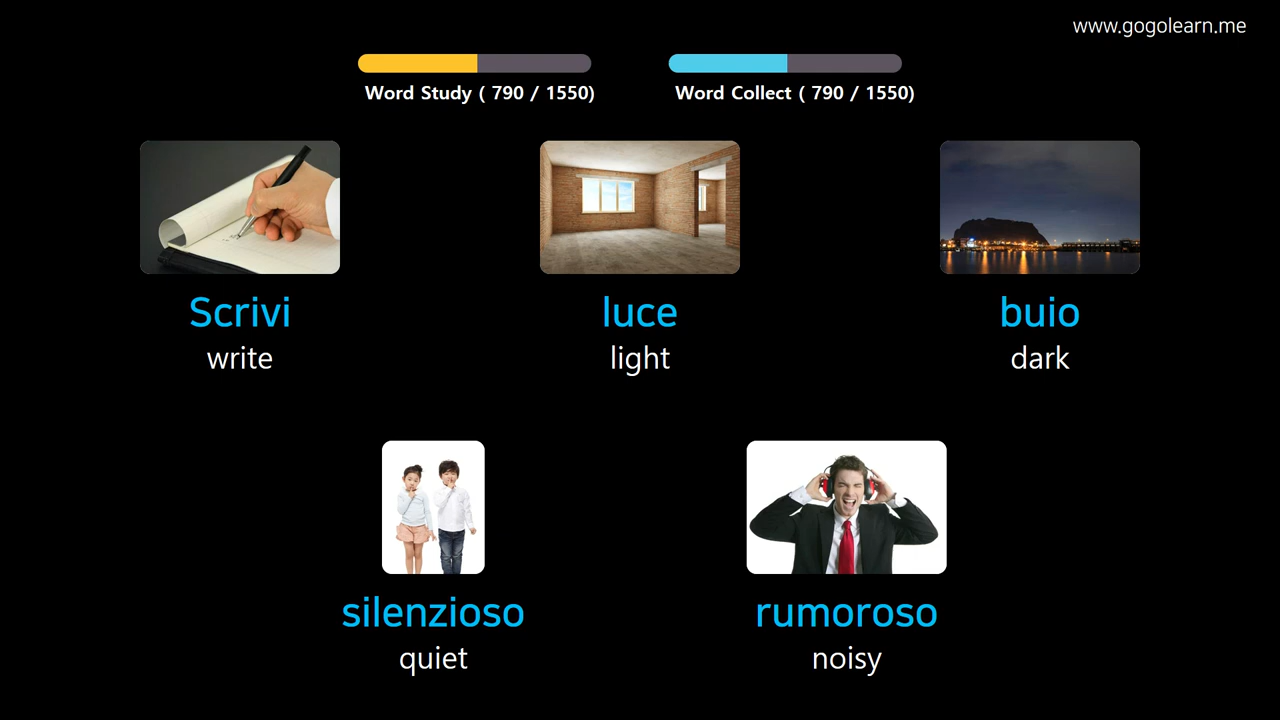 www.gogolearn.me
Word Study ( 790 / 1550)
Word Collect ( 790 / 1550)
Scrivi
write
luce
light
buio
dark
silenzioso
quiet
rumoroso
noisy